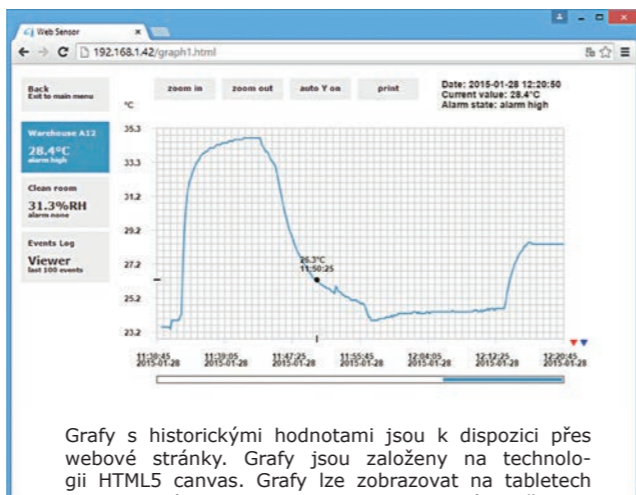 Web Sensor
192.168.1.42/graph1.html
Back
Exit to main menu
zoom in zoom out auto Y on print
Date: 2015-01-28 12:20:50
Current value: 28.4°C
Alarm state: alarm high
°C
Warehouse A12
28.4°C
alarm high
Clean room
31.3%RH
alarm none
Events Log
Viewer
last 100 events
35.3
33.3
31.2
29.2
27.2
25.2
23.2
26.3°C
11:50:25
11:30:45 11:39:05 11:47:25 11:55:45 12:04:05 12:12:25 12:20:45
2015-01-28 2015-01-28 2015-01-28 2015-01-28 2015-01-28 2015-01-28 2015-01-28
Grafy s historickými hodnotami jsou k dispozici přes
webové stránky. Grafy jsou založeny na technolo-
gii HTML5 canvas. Grafy lze zobrazovat na tabletech